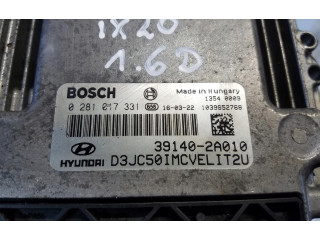 ix20
1.6D
BOSCH
Made in Hungary
1354 0009
0 281 017 331 16-03-22 1039S52768
39140-2A010
HYUNDAI D3JC50IMCVELIT2U